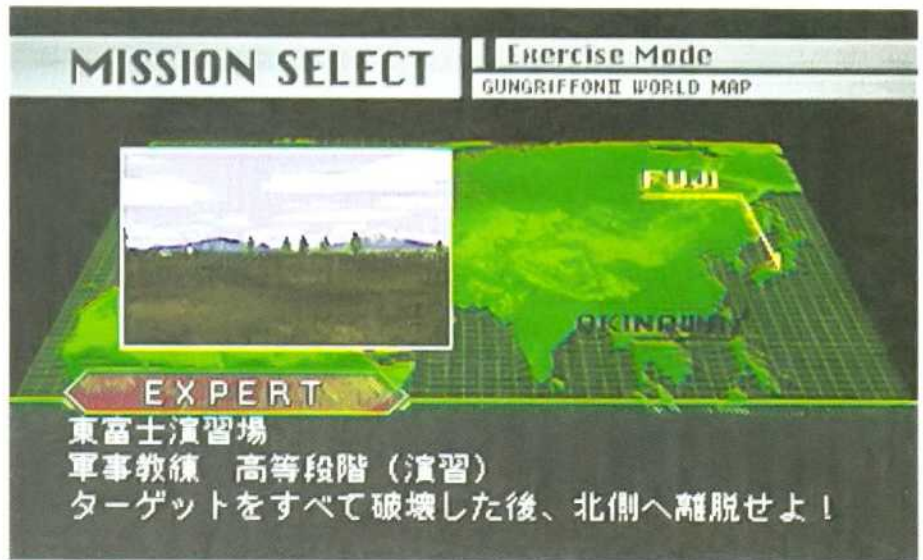 MISSION SELECT
Exercise Mode
GUNGRIFFONⅡ WORLD MAP
FUJI
OKINAWA
EXPERT
東富士演習場
軍事教練 高等段階（演習）
ターゲットをすべて破壊した後、北側へ離脱せよ！